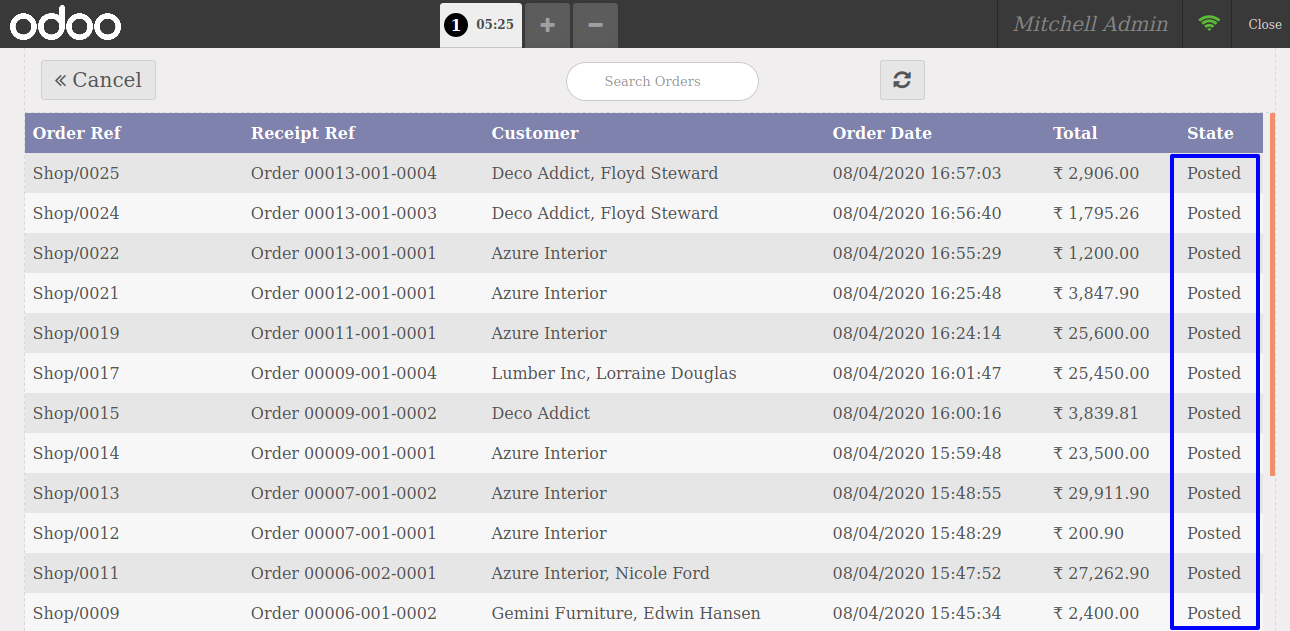 odoo 1 05:25 + − Mitchell Admin Close
« Cancel Search Orders
Order Ref Receipt Ref Customer Order Date Total State
Shop/0025 Order 00013-001-0004 Deco Addict, Floyd Steward 08/04/2020 16:57:03 ₹ 2,906.00 Posted
Shop/0024 Order 00013-001-0003 Deco Addict, Floyd Steward 08/04/2020 16:56:40 ₹ 1,795.26 Posted
Shop/0022 Order 00013-001-0001 Azure Interior 08/04/2020 16:55:29 ₹ 1,200.00 Posted
Shop/0021 Order 00012-001-0001 Azure Interior 08/04/2020 16:25:48 ₹ 3,847.90 Posted
Shop/0019 Order 00011-001-0001 Azure Interior 08/04/2020 16:24:14 ₹ 25,600.00 Posted
Shop/0017 Order 00009-001-0004 Lumber Inc, Lorraine Douglas 08/04/2020 16:01:47 ₹ 25,450.00 Posted
Shop/0015 Order 00009-001-0002 Deco Addict 08/04/2020 16:00:16 ₹ 3,839.81 Posted
Shop/0014 Order 00009-001-0001 Azure Interior 08/04/2020 15:59:48 ₹ 23,500.00 Posted
Shop/0013 Order 00007-001-0002 Azure Interior 08/04/2020 15:48:55 ₹ 29,911.90 Posted
Shop/0012 Order 00007-001-0001 Azure Interior 08/04/2020 15:48:29 ₹ 200.90 Posted
Shop/0011 Order 00006-002-0001 Azure Interior, Nicole Ford 08/04/2020 15:47:52 ₹ 27,262.90 Posted
Shop/0009 Order 00006-001-0002 Gemini Furniture, Edwin Hansen 08/04/2020 15:45:34 ₹ 2,400.00 Posted